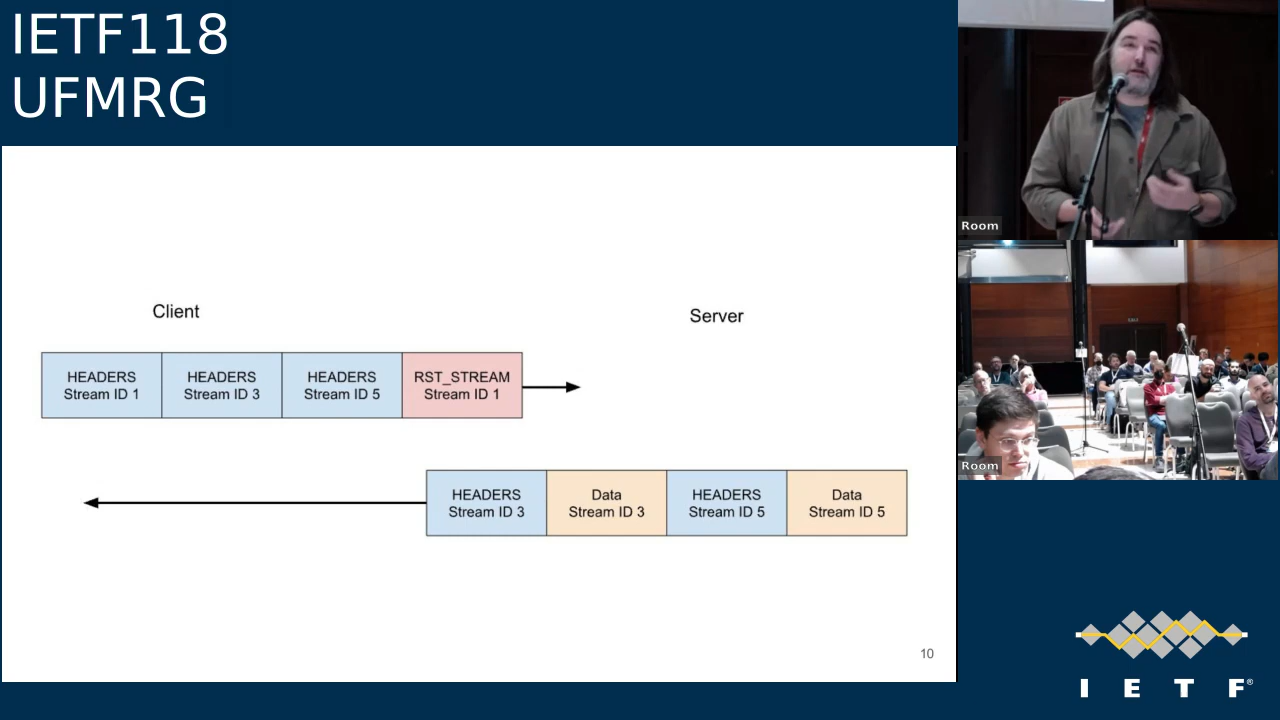 IETF118
UFMRG
Client
Server
HEADERS
Stream ID 1
HEADERS
Stream ID 3
HEADERS
Stream ID 5
RST_STREAM
Stream ID 1
HEADERS
Stream ID 3
Data
Stream ID 3
HEADERS
Stream ID 5
Data
Stream ID 5
10
Room
Room
I E T F®